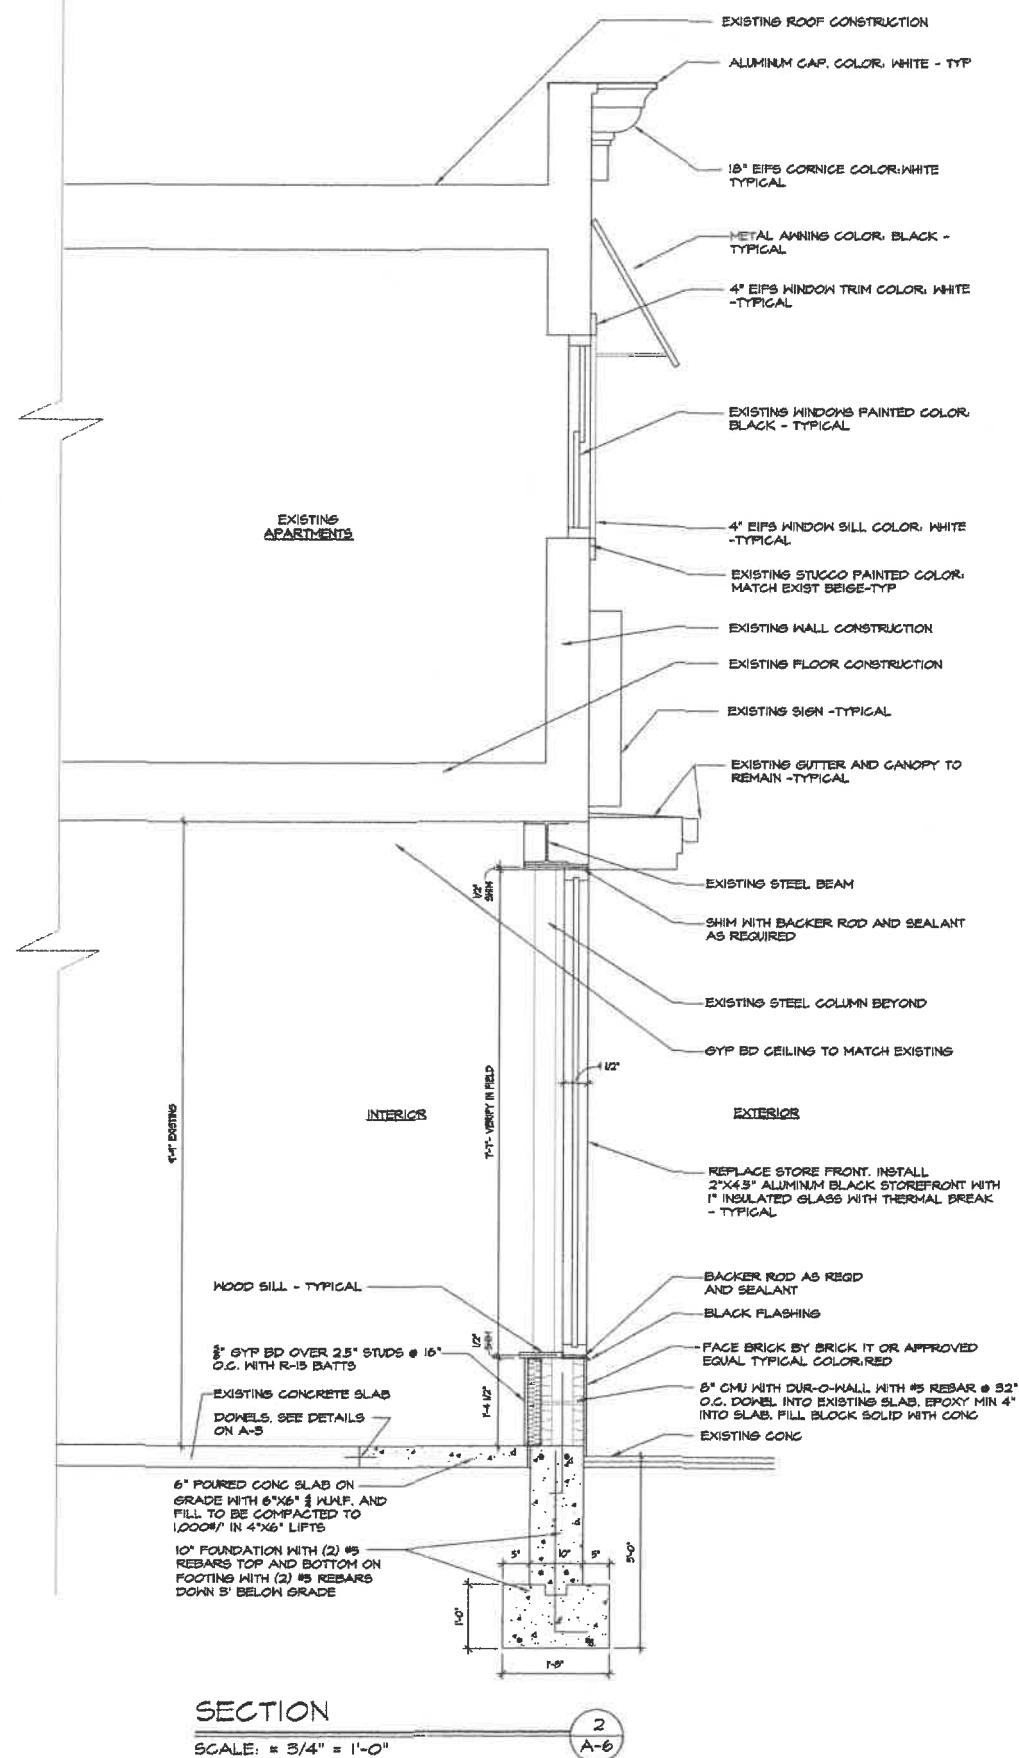 EXISTING ROOF CONSTRUCTION
ALUMINUM CAP. COLOR: WHITE - TYP
18" EIFS CORNICE COLOR:WHITE
TYPICAL
METAL AWNING COLOR: BLACK -
TYPICAL
4" EIFS WINDOW TRIM COLOR: WHITE
-TYPICAL
EXISTING WINDOWS PAINTED COLOR:
BLACK - TYPICAL
EXISTING
APARTMENTS
4" EIFS WINDOW SILL COLOR: WHITE
-TYPICAL
EXISTING STUCCO PAINTED COLOR:
MATCH EXIST BEIGE-TYP
EXISTING WALL CONSTRUCTION
EXISTING FLOOR CONSTRUCTION
EXISTING SIGN -TYPICAL
EXISTING GUTTER AND CANOPY TO
REMAIN -TYPICAL
1/2"
SHIM
EXISTING STEEL BEAM
SHIM WITH BACKER ROD AND SEALANT
AS REQUIRED
EXISTING STEEL COLUMN BEYOND
GYP BD CEILING TO MATCH EXISTING
4 1/2"
INTERIOR
EXTERIOR
9'-9" EXISTING
7'-7"- VERIFY IN FIELD
REPLACE STORE FRONT. INSTALL
2"X4.5" ALUMINUM BLACK STOREFRONT WITH
1" INSULATED GLASS WITH THERMAL BREAK
- TYPICAL
WOOD SILL - TYPICAL
BACKER ROD AS REQD
AND SEALANT
BLACK FLASHING
1/2"
SHIM
GYP BD OVER 2.5" STUDS @ 16"
O.C. WITH R-13 BATTS
FACE BRICK BY BRICK IT OR APPROVED
EQUAL TYPICAL COLOR:RED
1'-4 1/2"
EXISTING CONCRETE SLAB
8" CMU WITH DUR-O-WALL WITH #5 REBAR @ 32"
O.C. DOWEL INTO EXISTING SLAB. EPOXY MIN 4"
INTO SLAB. FILL BLOCK SOLID WITH CONC
DOWELS. SEE DETAILS
ON A-3
EXISTING CONC
6" POURED CONC SLAB ON
GRADE WITH 6"X6" W.W.F. AND
FILL TO BE COMPACTED TO
1,000#/' IN 4"X6" LIFTS
10" FOUNDATION WITH (2) #5
REBARS TOP AND BOTTOM ON
FOOTING WITH (2) #5 REBARS
DOWN 3' BELOW GRADE
5"
10"
5"
3'-0"
1'-0"
1'-8"
SECTION
2
A-6
SCALE: = 3/4" = 1'-0"